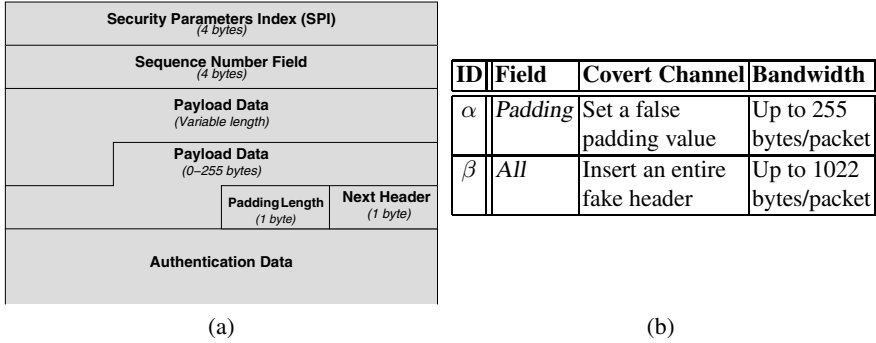 Security Parameters Index (SPI)
(4 bytes)
Sequence Number Field
(4 bytes)
Payload Data
(Variable length)
Payload Data
(0−255 bytes)
Padding Length
(1 byte)
Next Header
(1 byte)
Authentication Data
(a)
ID Field Covert Channel Bandwidth
α Padding Set a false Up to 255
padding value bytes/packet
β All Insert an entire Up to 1022
fake header bytes/packet
(b)